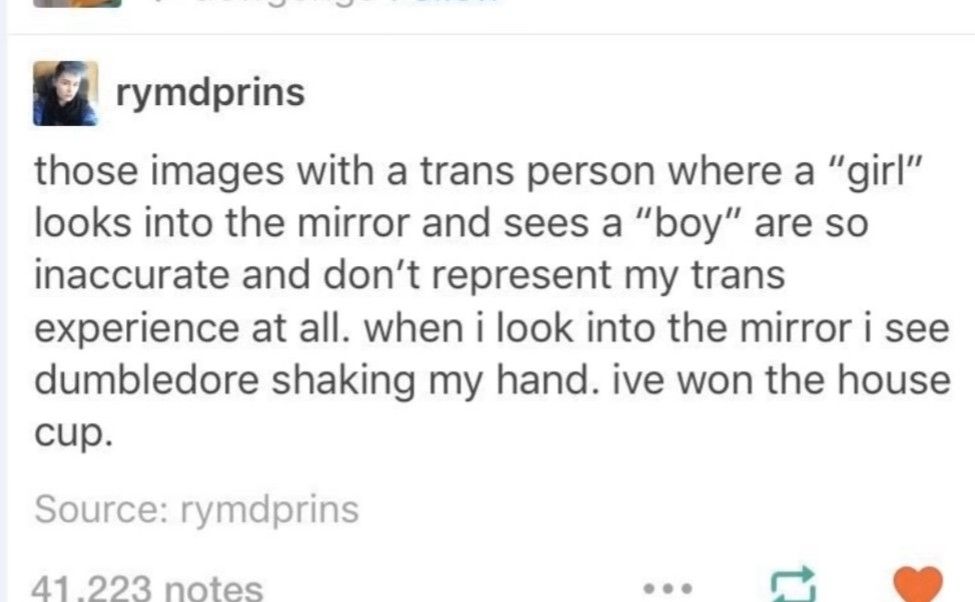 rymdprins
those images with a trans person where a “girl”
looks into the mirror and sees a “boy” are so
inaccurate and don’t represent my trans
experience at all. when i look into the mirror i see
dumbledore shaking my hand. ive won the house
cup.
Source: rymdprins
41,223 notes